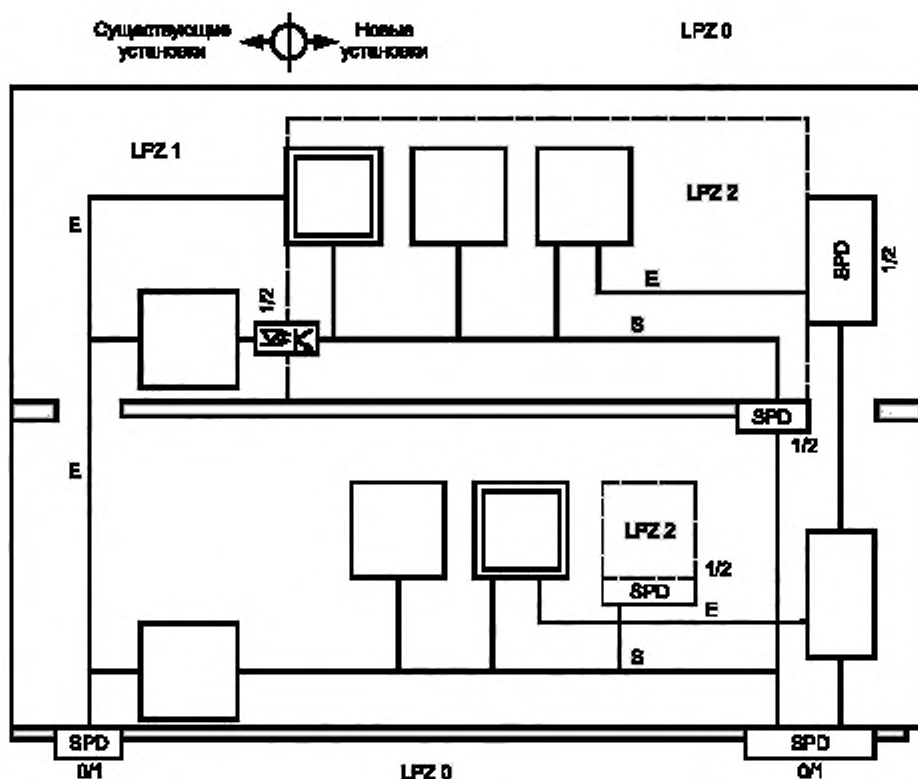 Существующие
установки
Новые
установки
LPZ 0
LPZ 1
LPZ 2
E
SPD
1/2
1/2
E
S
SPD
1/2
E
LPZ 2
1/2
SPD
E
S
SPD
0/1
LPZ 0
SPD
0/1